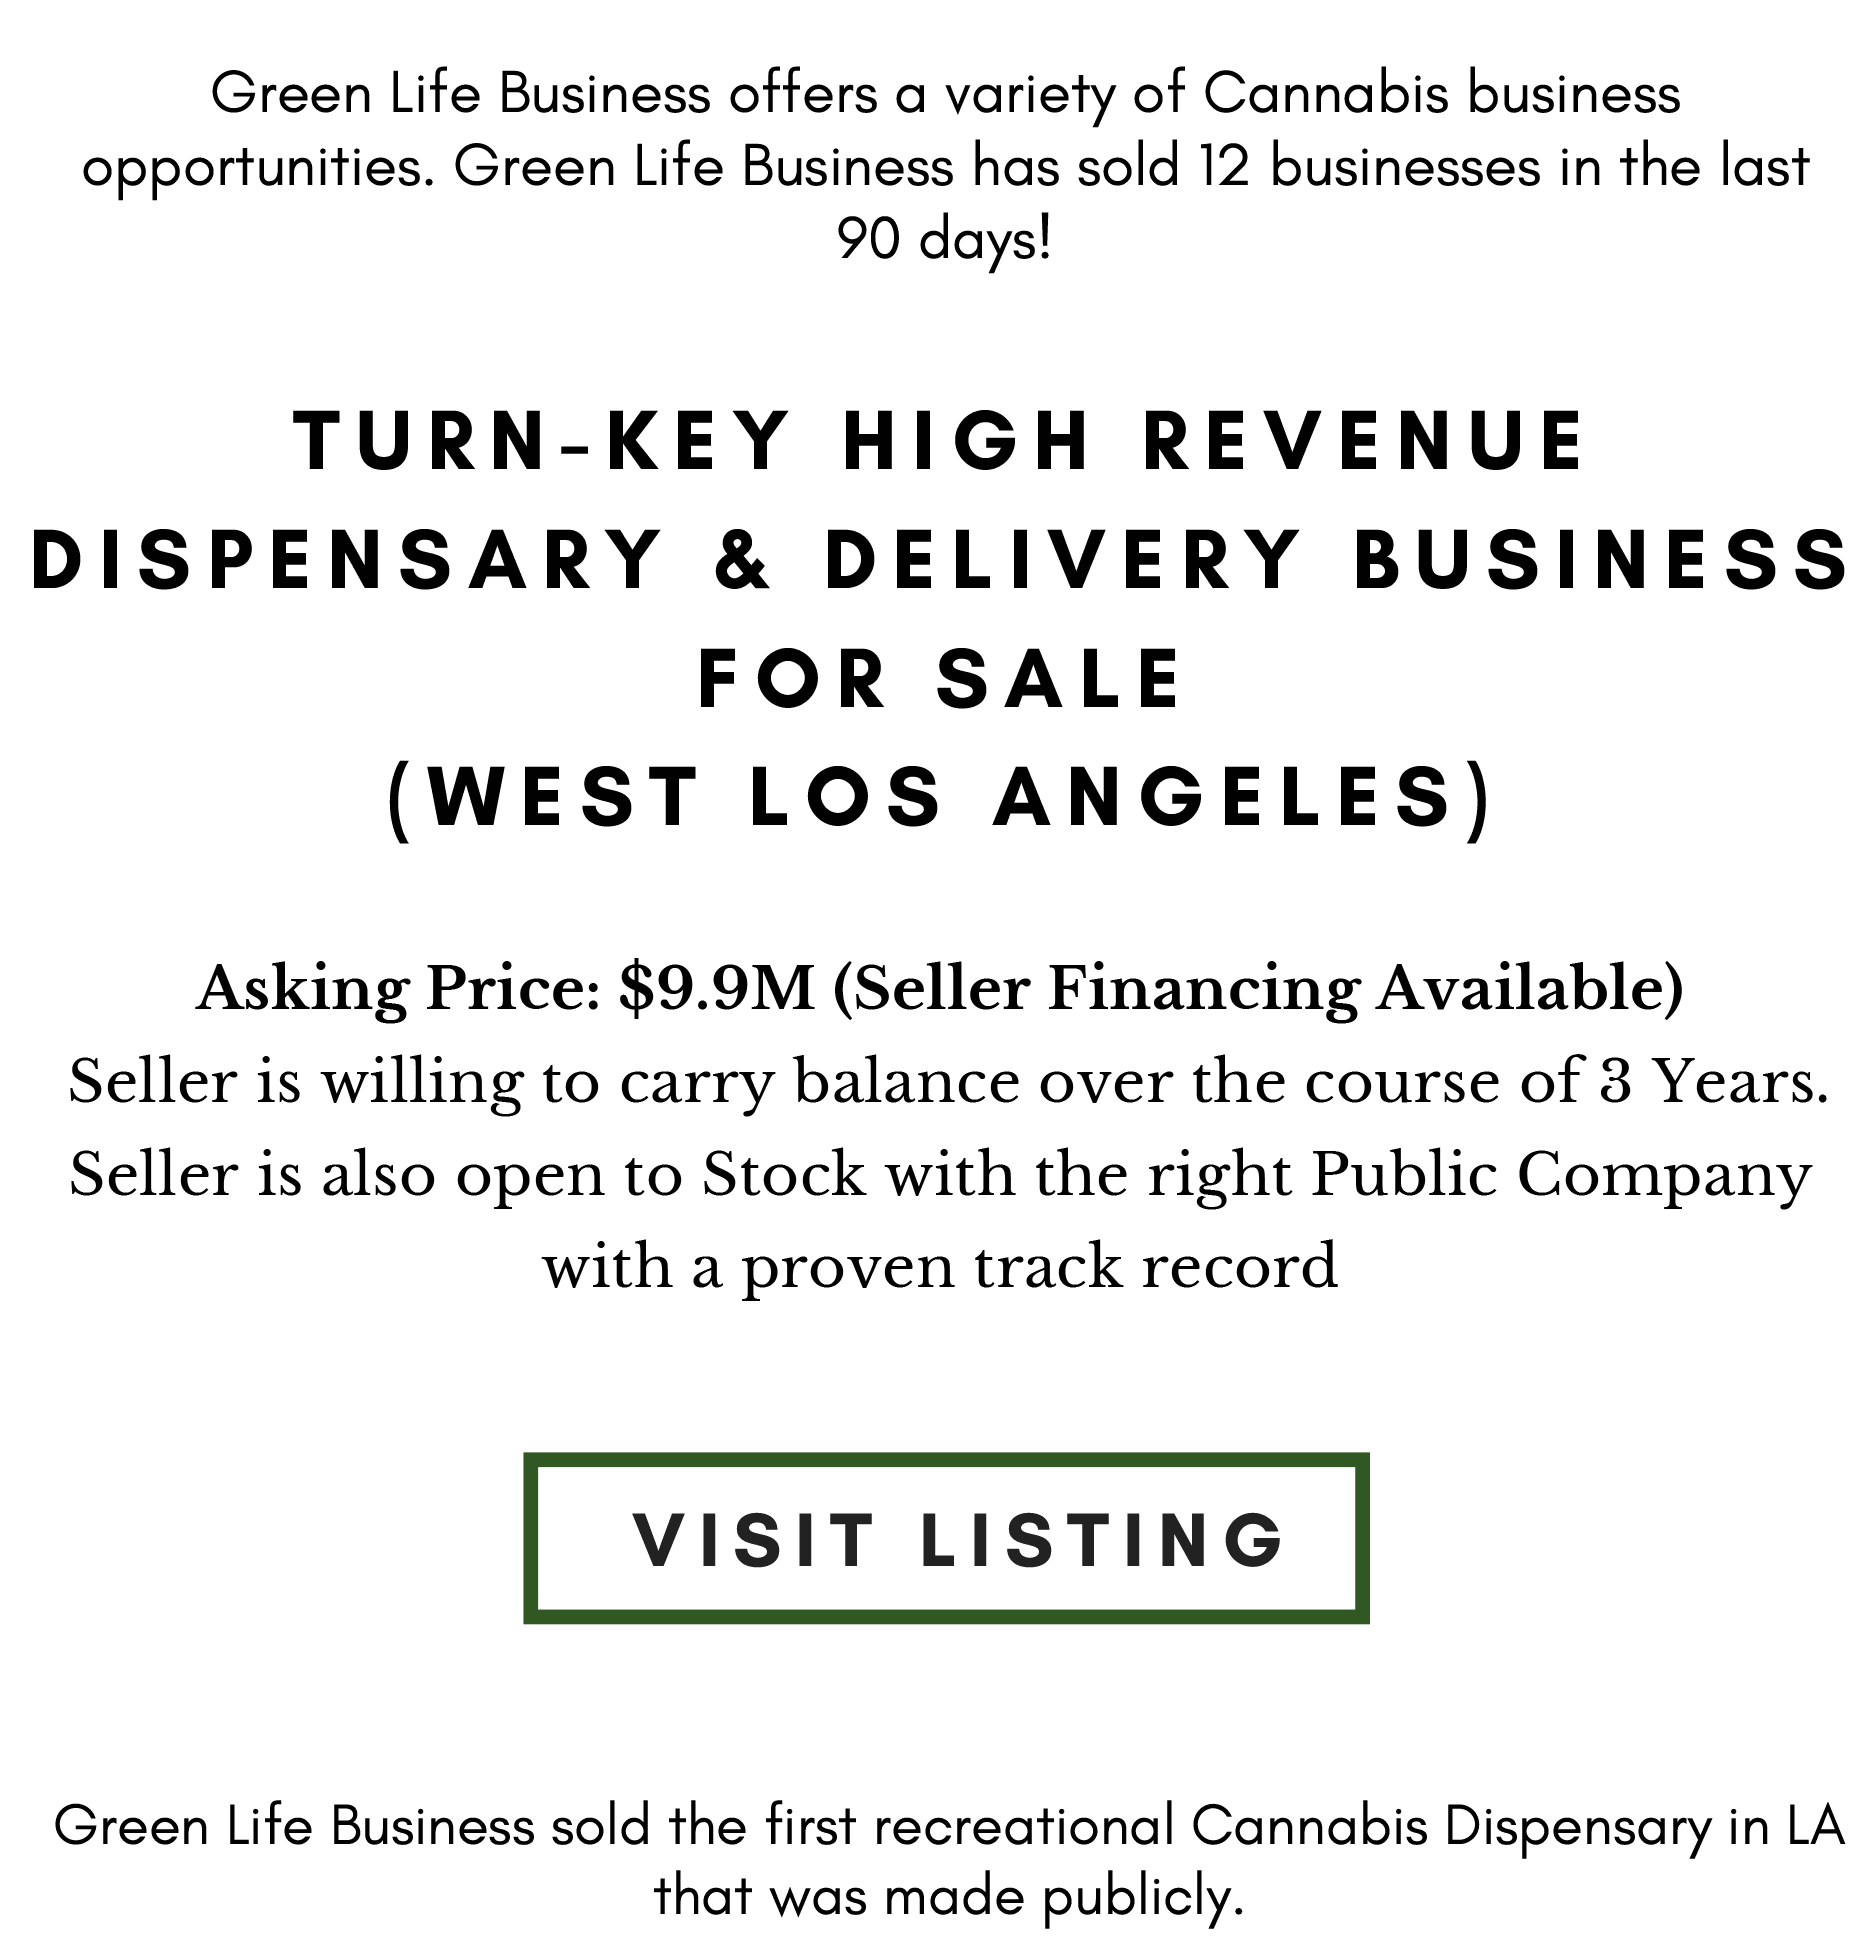 Green Life Business offers a variety of Cannabis business
opportunities. Green Life Business has sold 12 businesses in the last
90 days!
TURN-KEY HIGH REVENUE
DISPENSARY & DELIVERY BUSINESS
FOR SALE
(WEST LOS ANGELES)
Asking Price: $9.9M (Seller Financing Available)
Seller is willing to carry balance over the course of 3 Years.
Seller is also open to Stock with the right Public Company
with a proven track record
VISIT LISTING
Green Life Business sold the first recreational Cannabis Dispensary in LA
that was made publicly.